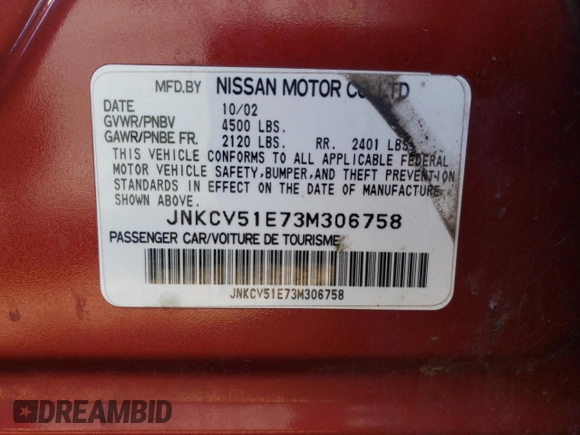 MFD.BY NISSAN MOTOR CO., LTD
DATE 10/02
GVWR/PNBV 4500 LBS.
GAWR/PNBE FR. 2120 LBS. RR. 2401 LBS.
THIS VEHICLE CONFORMS TO ALL APPLICABLE FEDERAL
MOTOR VEHICLE SAFETY,BUMPER,AND THEFT PREVENTION
STANDARDS IN EFFECT ON THE DATE OF MANUFACTURE
SHOWN ABOVE.
JNKCV51E73M306758
PASSENGER CAR/VOITURE DE TOURISME
JNKCV51E73M306758
DREAMBID